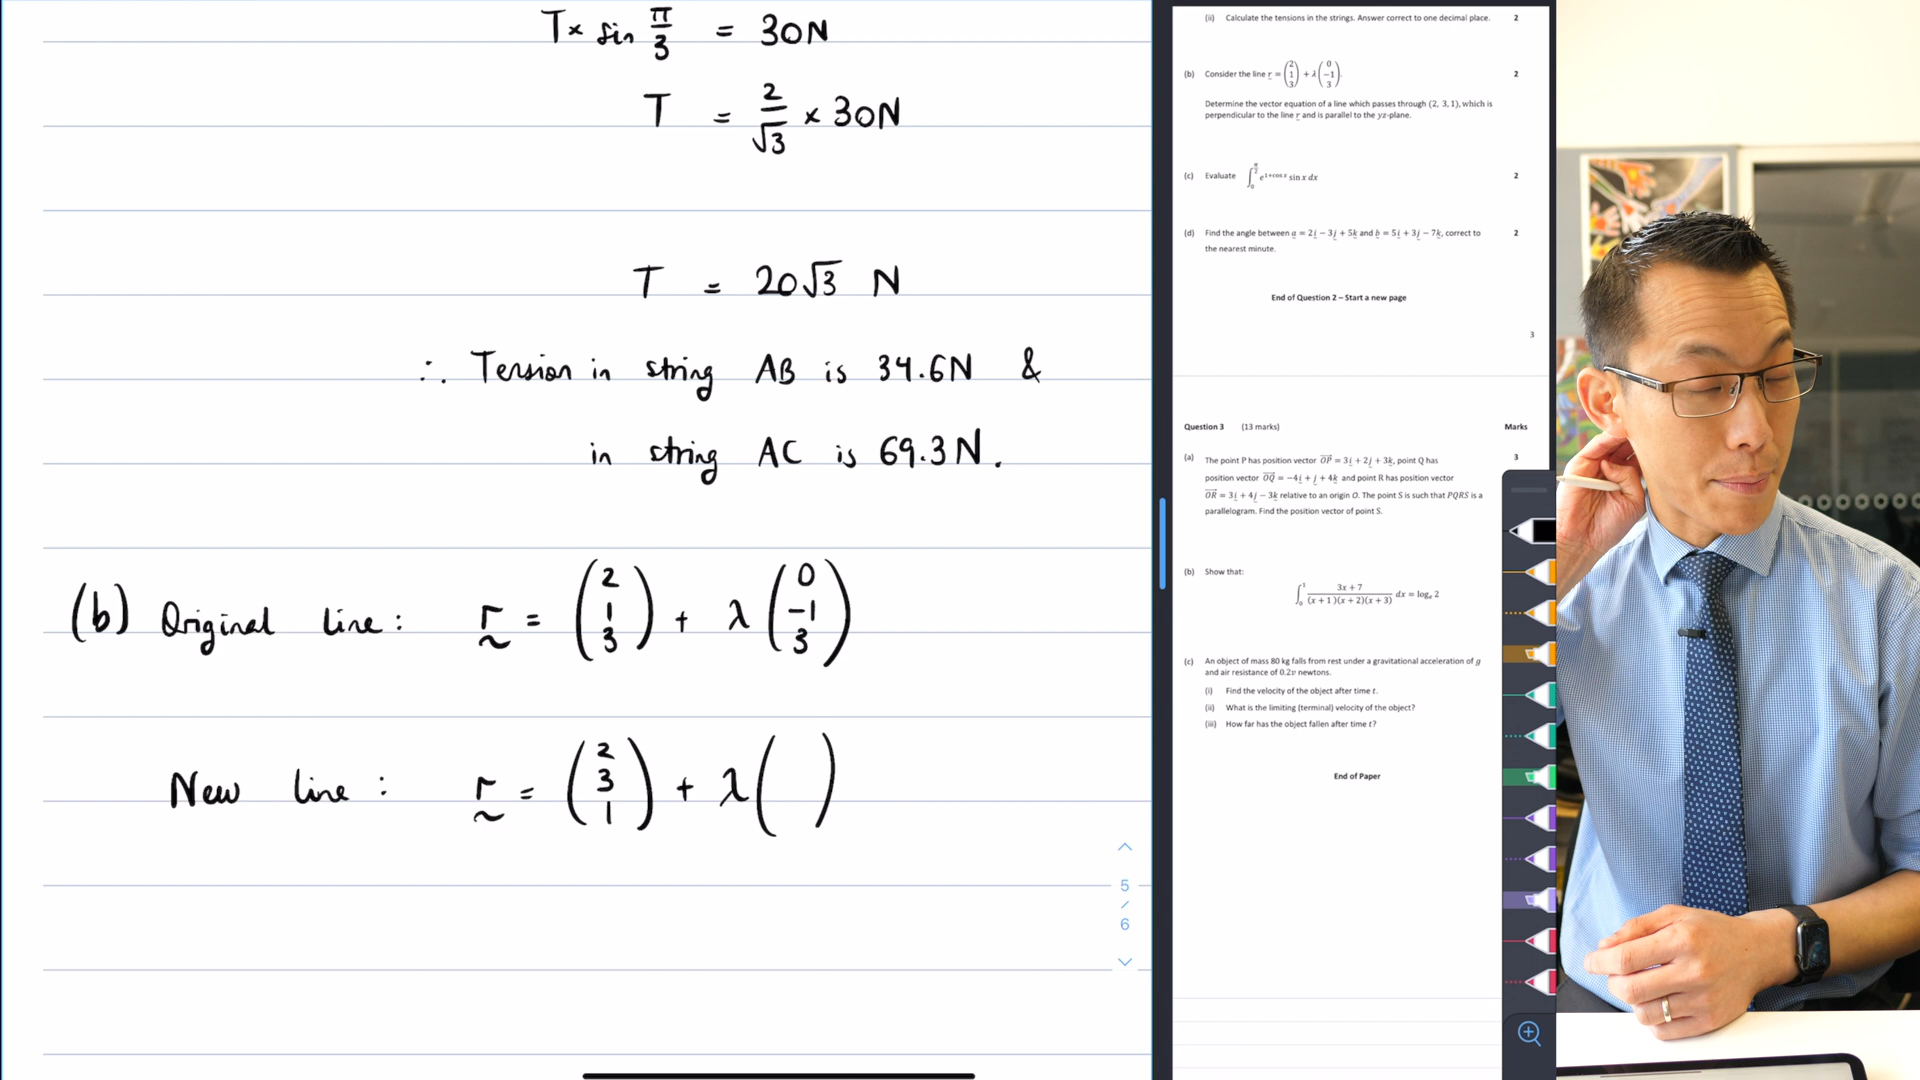 T × sin π/3 = 30N
T = 2/√3 × 30N
T = 20√3 N
∴ Tension in string AB is 34.6N &
in string AC is 69.3N.
(b) Original line: r = (2 1 3) + λ (0 -1 3)
New line: r = (2 3 1) + λ ( )
5
/
6
(ii) Calculate the tensions in the strings. Answer correct to one decimal place. 2
(b) Consider the line r = (2 1 3) + λ (0 −1 3). 2
Determine the vector equation of a line which passes through (2, 3, 1), which is
perpendicular to the line r and is parallel to the yz-plane.
(c) Evaluate ∫₀^(π/2) e^(1+cos x) sin x dx 2
(d) Find the angle between a = 2i − 3j + 5k and b = 5i + 3j − 7k, correct to 2
the nearest minute.
End of Question 2 – Start a new page
3
Question 3 (13 marks) Marks
(a) The point P has position vector OP = 3i + 2j + 3k, point Q has 3
position vector OQ = −4i + j + 4k and point R has position vector
OR = 3i + 4j − 3k relative to an origin O. The point S is such that PQRS is a
parallelogram. Find the position vector of point S.
(b) Show that:
∫₀¹ (3x + 7)/((x + 1)(x + 2)(x + 3)) dx = logₑ 2
(c) An object of mass 80 kg falls from rest under a gravitational acceleration of g
and air resistance of 0.2v newtons.
(i) Find the velocity of the object after time t.
(ii) What is the limiting (terminal) velocity of the object?
(iii) How far has the object fallen after time t?
End of Paper